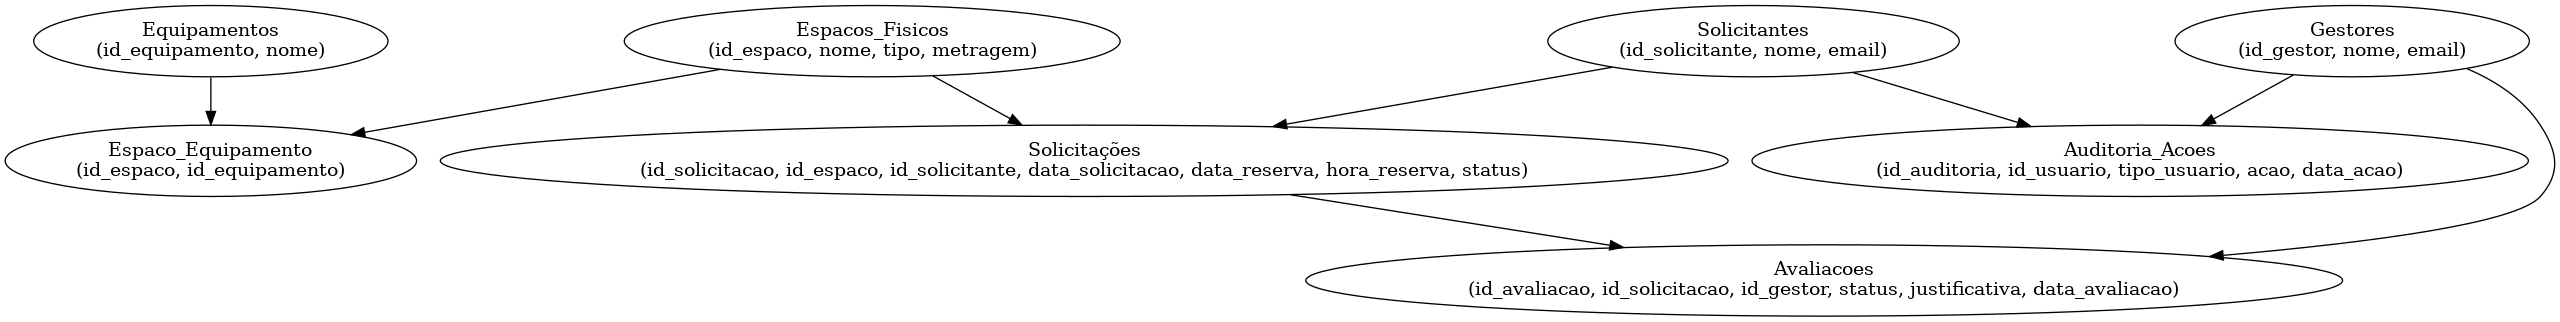 Equipamentos
(id_equipamento, nome)
Espacos_Fisicos
(id_espaco, nome, tipo, metragem)
Solicitantes
(id_solicitante, nome, email)
Gestores
(id_gestor, nome, email)
Espaco_Equipamento
(id_espaco, id_equipamento)
Solicitações
(id_solicitacao, id_espaco, id_solicitante, data_solicitacao, data_reserva, hora_reserva, status)
Auditoria_Acoes
(id_auditoria, id_usuario, tipo_usuario, acao, data_acao)
Avaliacoes
(id_avaliacao, id_solicitacao, id_gestor, status, justificativa, data_avaliacao)